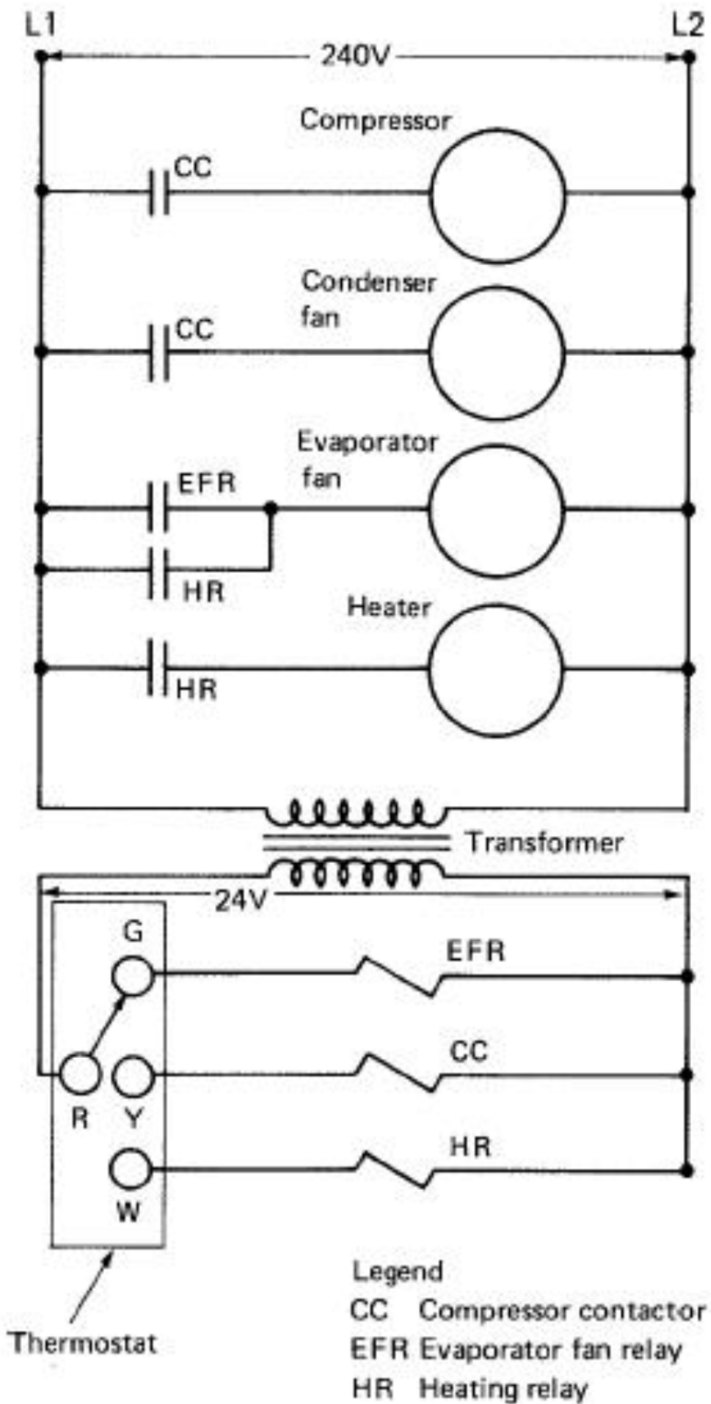 L1 L2
240V
Compressor
CC
Condenser
fan
CC
Evaporator
fan
EFR
HR
Heater
HR
Transformer
24V
G
EFR
CC
R Y
HR
W
Thermostat
Legend
CC Compressor contactor
EFR Evaporator fan relay
HR Heating relay